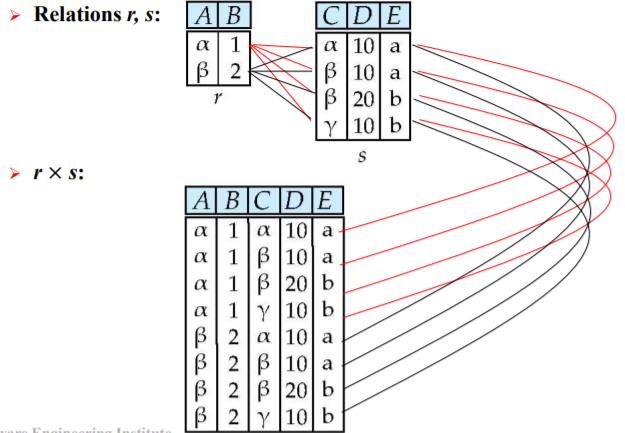 ➢ Relations r, s:
A B
α 1
β 2
r
C D E
α 10 a
β 10 a
β 20 b
γ 10 b
s
➢ r × s:
A B C D E
α 1 α 10 a
α 1 β 10 a
α 1 β 20 b
α 1 γ 10 b
β 2 α 10 a
β 2 β 10 a
β 2 β 20 b
β 2 γ 10 b
Engineering Institute